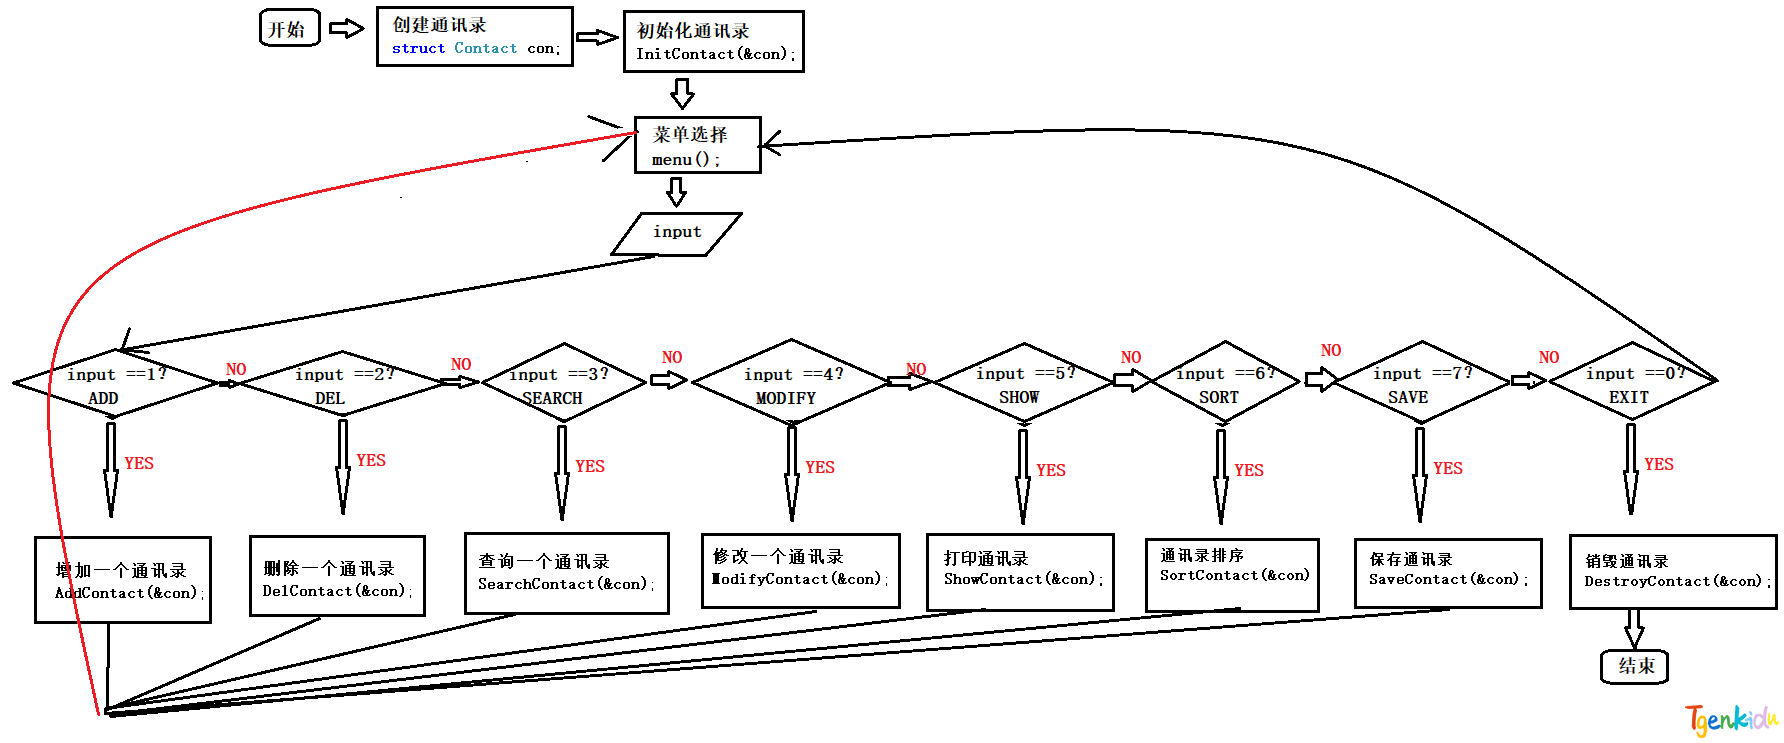 开始
创建通讯录
struct Contact con;
初始化通讯录
InitContact(&con);
菜单选择
menu();
input
input ==1?
ADD
NO
input ==2?
DEL
NO
input ==3?
SEARCH
NO
input ==4?
MODIFY
NO
input ==5?
SHOW
NO
input ==6?
SORT
NO
input ==7?
SAVE
NO
input ==0?
EXIT
YES
YES
YES
YES
YES
YES
YES
YES
增加一个通讯录
AddContact(&con);
删除一个通讯录
DelContact(&con);
查询一个通讯录
SearchContact(&con);
修改一个通讯录
ModifyContact(&con);
打印通讯录
ShowContact(&con);
通讯录排序
SortContact(&con)
保存通讯录
SaveContact(&con);
销毁通讯录
DestroyContact(&con);
结束
Tgenkidu